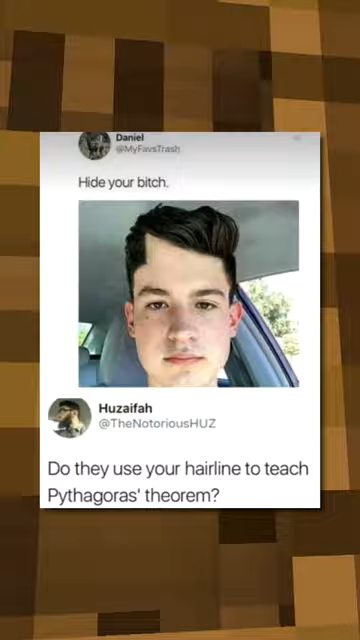 Daniel
@MyFavsTrash
Hide your bitch.
Huzaifah
@TheNotoriousHUZ
Do they use your hairline to teach
Pythagoras' theorem?